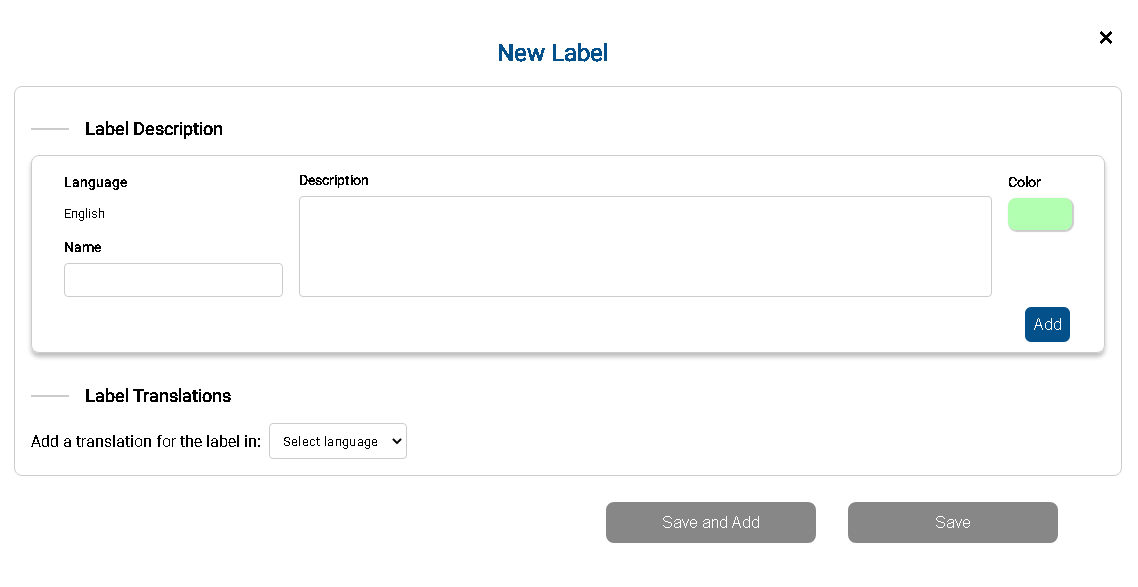 New Label
×
Label Description
Language
English
Name
Description
Color
Add
Label Translations
Add a translation for the label in: Select language
Save and Add
Save